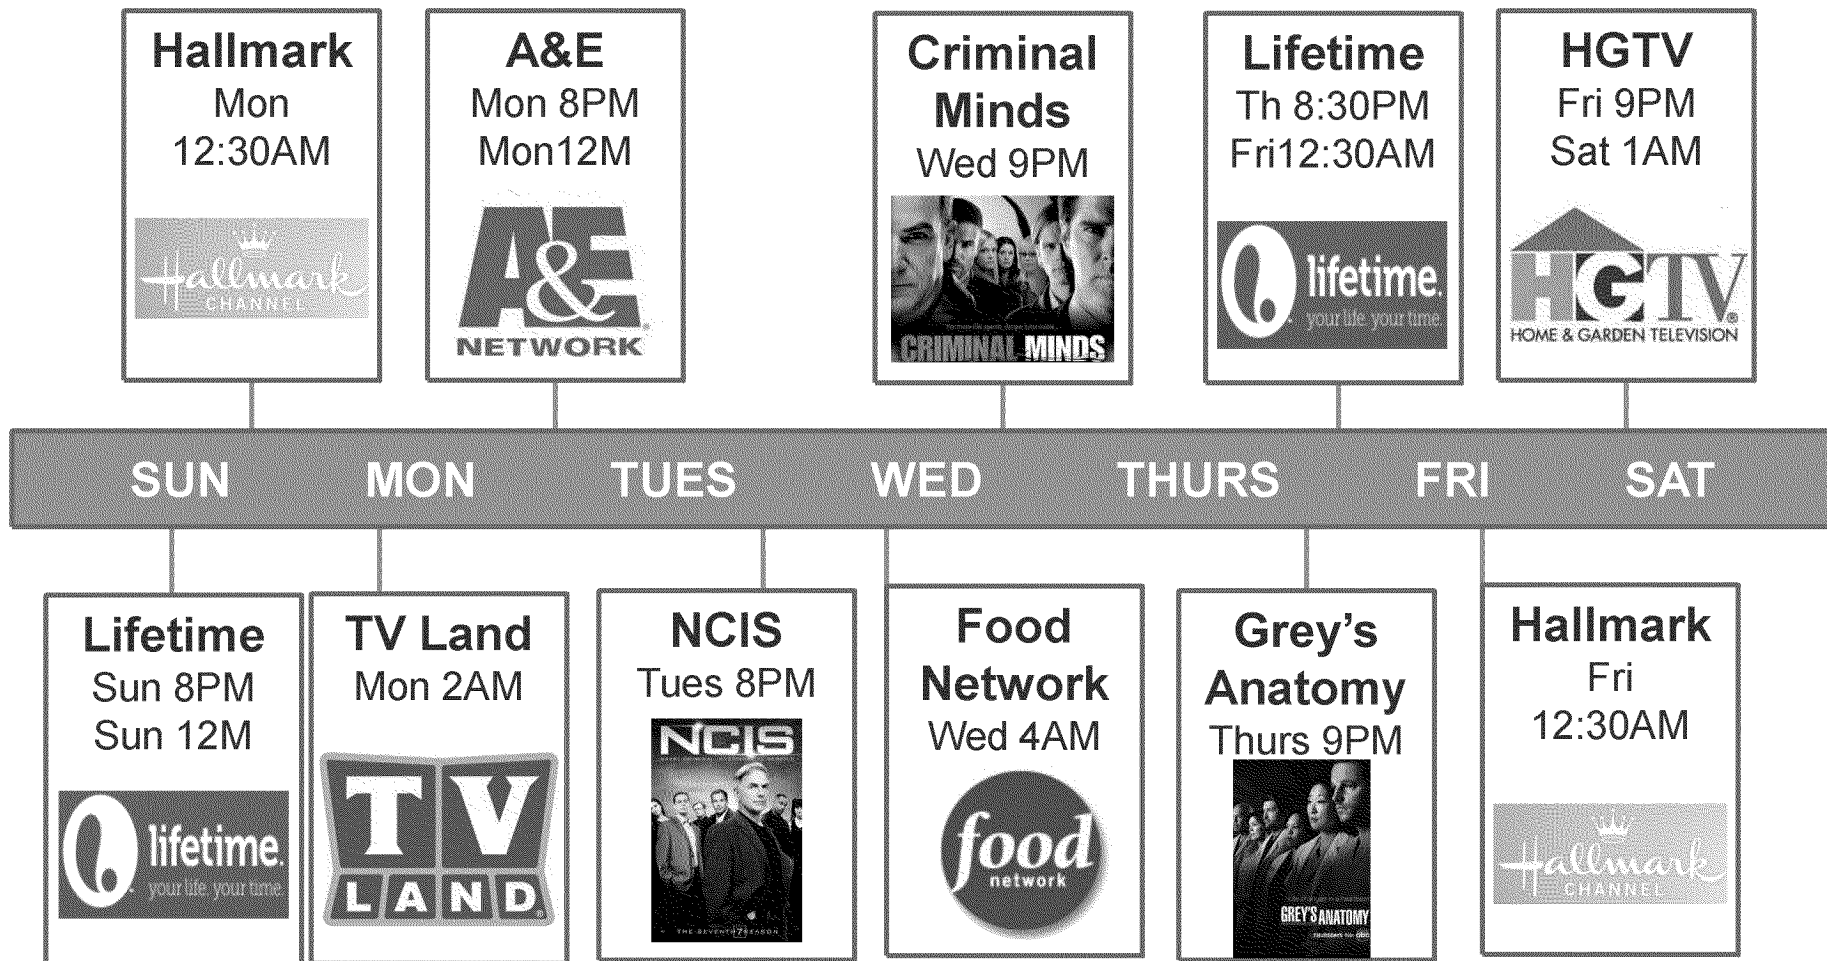 Hallmark
Mon
12:30AM
Hallmark
CHANNEL
A&E
Mon 8PM
Mon12M
A&E
NETWORK
Criminal
Minds
Wed 9PM
CRIMINAL MINDS
Lifetime
Th 8:30PM
Fri12:30AM
lifetime.
your life. your time.
HGTV
Fri 9PM
Sat 1AM
HGTV
HOME & GARDEN TELEVISION
SUN MON TUES WED THURS FRI SAT
Lifetime
Sun 8PM
Sun 12M
lifetime.
your life. your time.
TV Land
Mon 2AM
TV
LAND
NCIS
Tues 8PM
NCIS
THE SEVENTH 7 SEASON
Food
Network
Wed 4AM
food
network
Grey’s
Anatomy
Thurs 9PM
GREY'S ANATOMY
Hallmark
Fri
12:30AM
Hallmark
CHANNEL